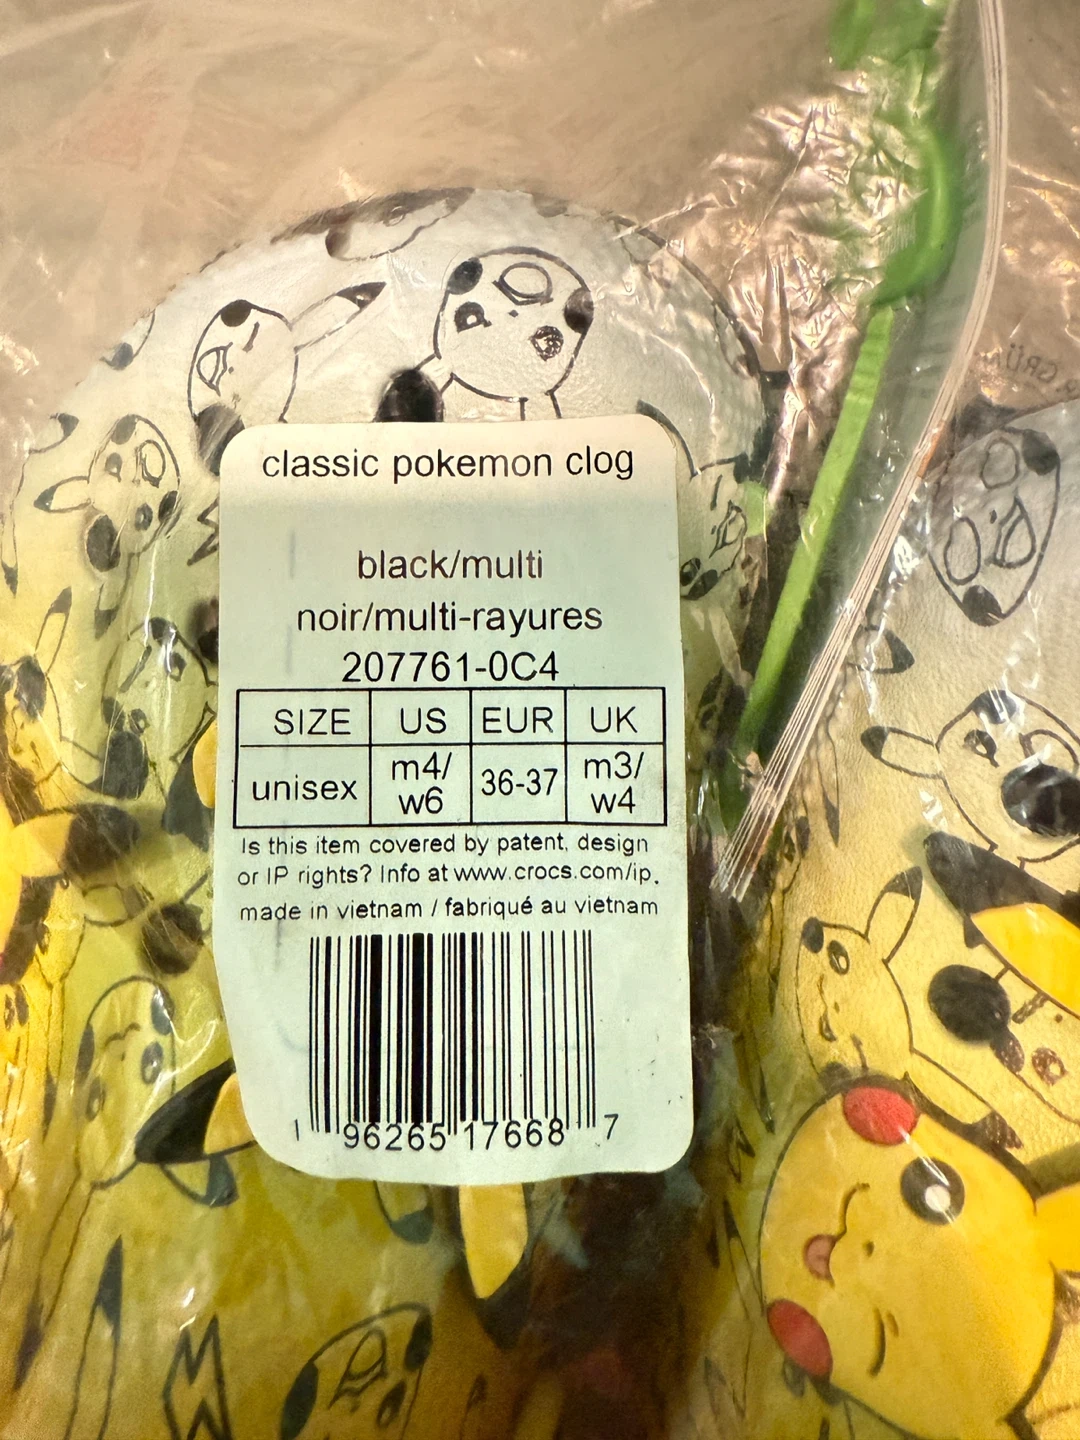 classic pokemon clog
black/multi
noir/multi-rayures
207761-0C4
SIZE US EUR UK
unisex m4/ w6 36-37 m3/ w4
Is this item covered by patent, design
or IP rights? Info at www.crocs.com/ip.
made in vietnam / fabriqué au vietnam
1 96265 17668 7